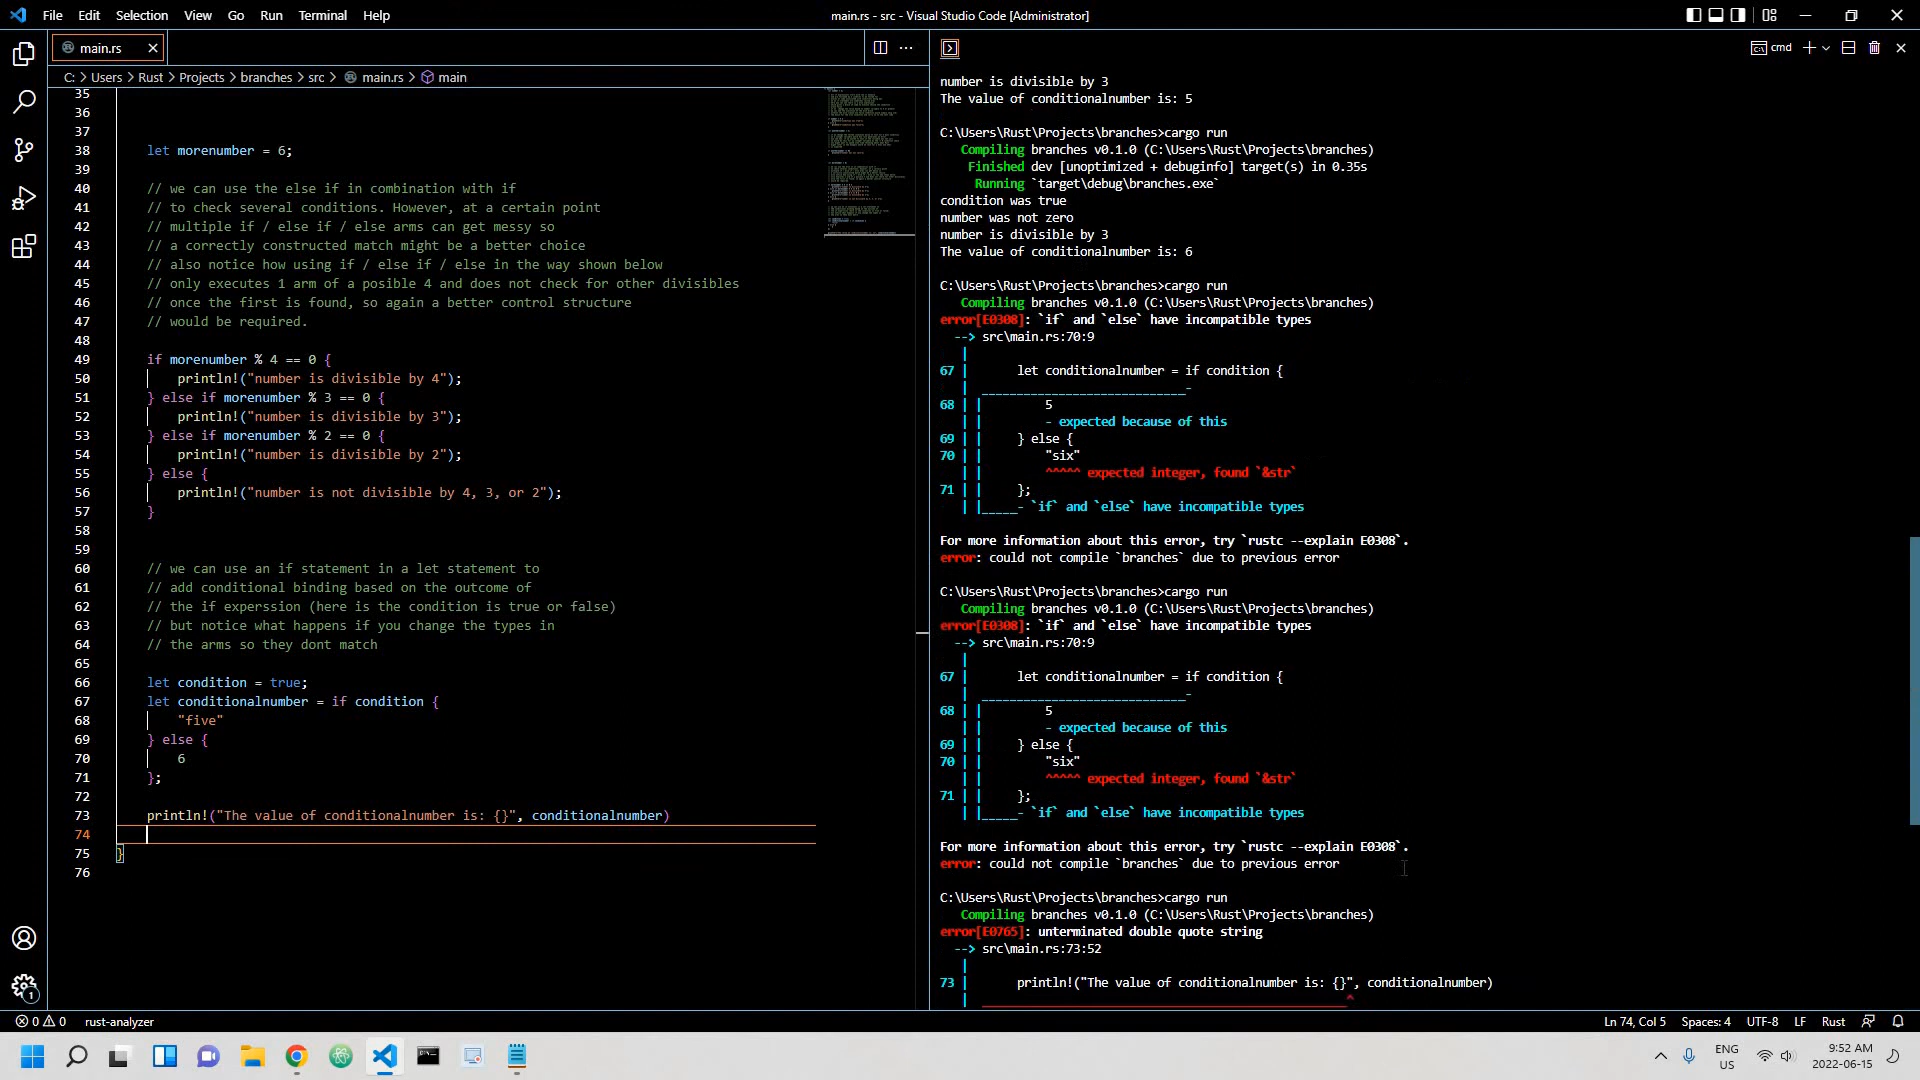 File Edit Selection View Go Run Terminal Help
main.rs - src - Visual Studio Code [Administrator]
main.rs
cmd
C: > Users > Rust > Projects > branches > src > main.rs > main
35
36
37
38 let morenumber = 6;
39
40 // we can use the else if in combination with if
41 // to check several conditions. However, at a certain point
42 // multiple if / else if / else arms can get messy so
43 // a correctly constructed match might be a better choice
44 // also notice how using if / else if / else in the way shown below
45 // only executes 1 arm of a posible 4 and does not check for other divisibles
46 // once the first is found, so again a better control structure
47 // would be required.
48
49 if morenumber % 4 == 0 {
50 println!("number is divisible by 4");
51 } else if morenumber % 3 == 0 {
52 println!("number is divisible by 3");
53 } else if morenumber % 2 == 0 {
54 println!("number is divisible by 2");
55 } else {
56 println!("number is not divisible by 4, 3, or 2");
57 }
58
59
60 // we can use an if statement in a let statement to
61 // add conditional binding based on the outcome of
62 // the if experssion (here is the condition is true or false)
63 // but notice what happens if you change the types in
64 // the arms so they dont match
65
66 let condition = true;
67 let conditionalnumber = if condition {
68 "five"
69 } else {
70 6
71 };
72
73 println!("The value of conditionalnumber is: {}", conditionalnumber)
74
75 }
76
number is divisible by 3
The value of conditionalnumber is: 5
C:\Users\Rust\Projects\branches>cargo run
Compiling branches v0.1.0 (C:\Users\Rust\Projects\branches)
Finished dev [unoptimized + debuginfo] target(s) in 0.35s
Running `target\debug\branches.exe`
condition was true
number was not zero
number is divisible by 3
The value of conditionalnumber is: 6
C:\Users\Rust\Projects\branches>cargo run
Compiling branches v0.1.0 (C:\Users\Rust\Projects\branches)
error[E0308]: `if` and `else` have incompatible types
--> src\main.rs:70:9
|
67 | let conditionalnumber = if condition {
| ___________________________-
68 | | 5
| | - expected because of this
69 | | } else {
70 | | "six"
| | ^^^^^ expected integer, found `&str`
71 | | };
| |_____- `if` and `else` have incompatible types
For more information about this error, try `rustc --explain E0308`.
error: could not compile `branches` due to previous error
C:\Users\Rust\Projects\branches>cargo run
Compiling branches v0.1.0 (C:\Users\Rust\Projects\branches)
error[E0308]: `if` and `else` have incompatible types
--> src\main.rs:70:9
|
67 | let conditionalnumber = if condition {
| ___________________________-
68 | | 5
| | - expected because of this
69 | | } else {
70 | | "six"
| | ^^^^^ expected integer, found `&str`
71 | | };
| |_____- `if` and `else` have incompatible types
For more information about this error, try `rustc --explain E0308`.
error: could not compile `branches` due to previous error
C:\Users\Rust\Projects\branches>cargo run
Compiling branches v0.1.0 (C:\Users\Rust\Projects\branches)
error[E0765]: unterminated double quote string
--> src\main.rs:73:52
|
73 | println!("The value of conditionalnumber is: {}", conditionalnumber)
| ____________________________________________________^
0 0 rust-analyzer
Ln 74, Col 5 Spaces: 4 UTF-8 LF Rust
1
ENG
US
9:52 AM
2022-06-15